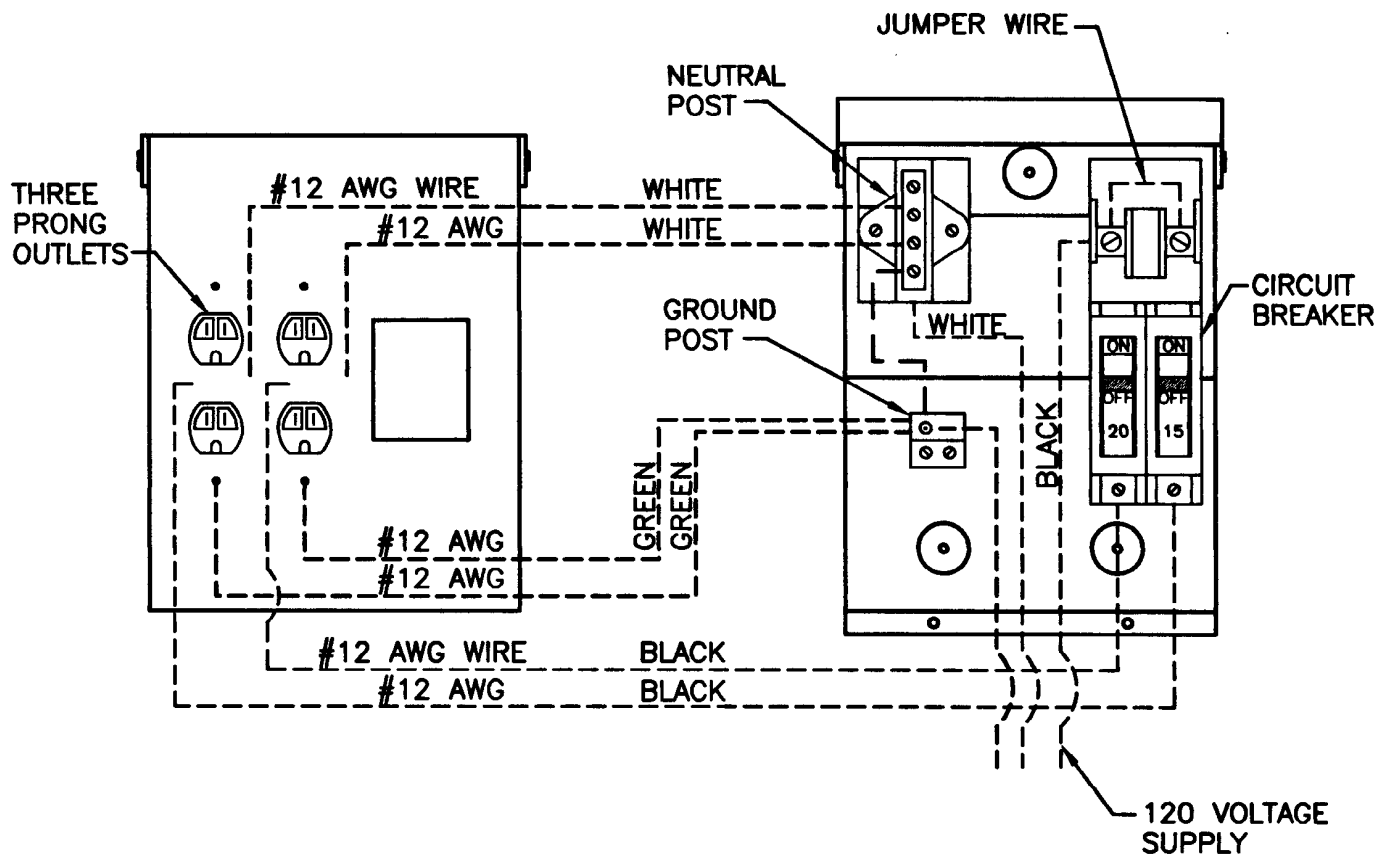 JUMPER WIRE
NEUTRAL
POST
THREE
PRONG
OUTLETS
#12 AWG WIRE
WHITE
#12 AWG
WHITE
GROUND
POST
WHITE
CIRCUIT
BREAKER
ON
ON
OFF
OFF
20
15
BLACK
GREEN
GREEN
#12 AWG
#12 AWG
#12 AWG WIRE
BLACK
#12 AWG
BLACK
120 VOLTAGE
SUPPLY